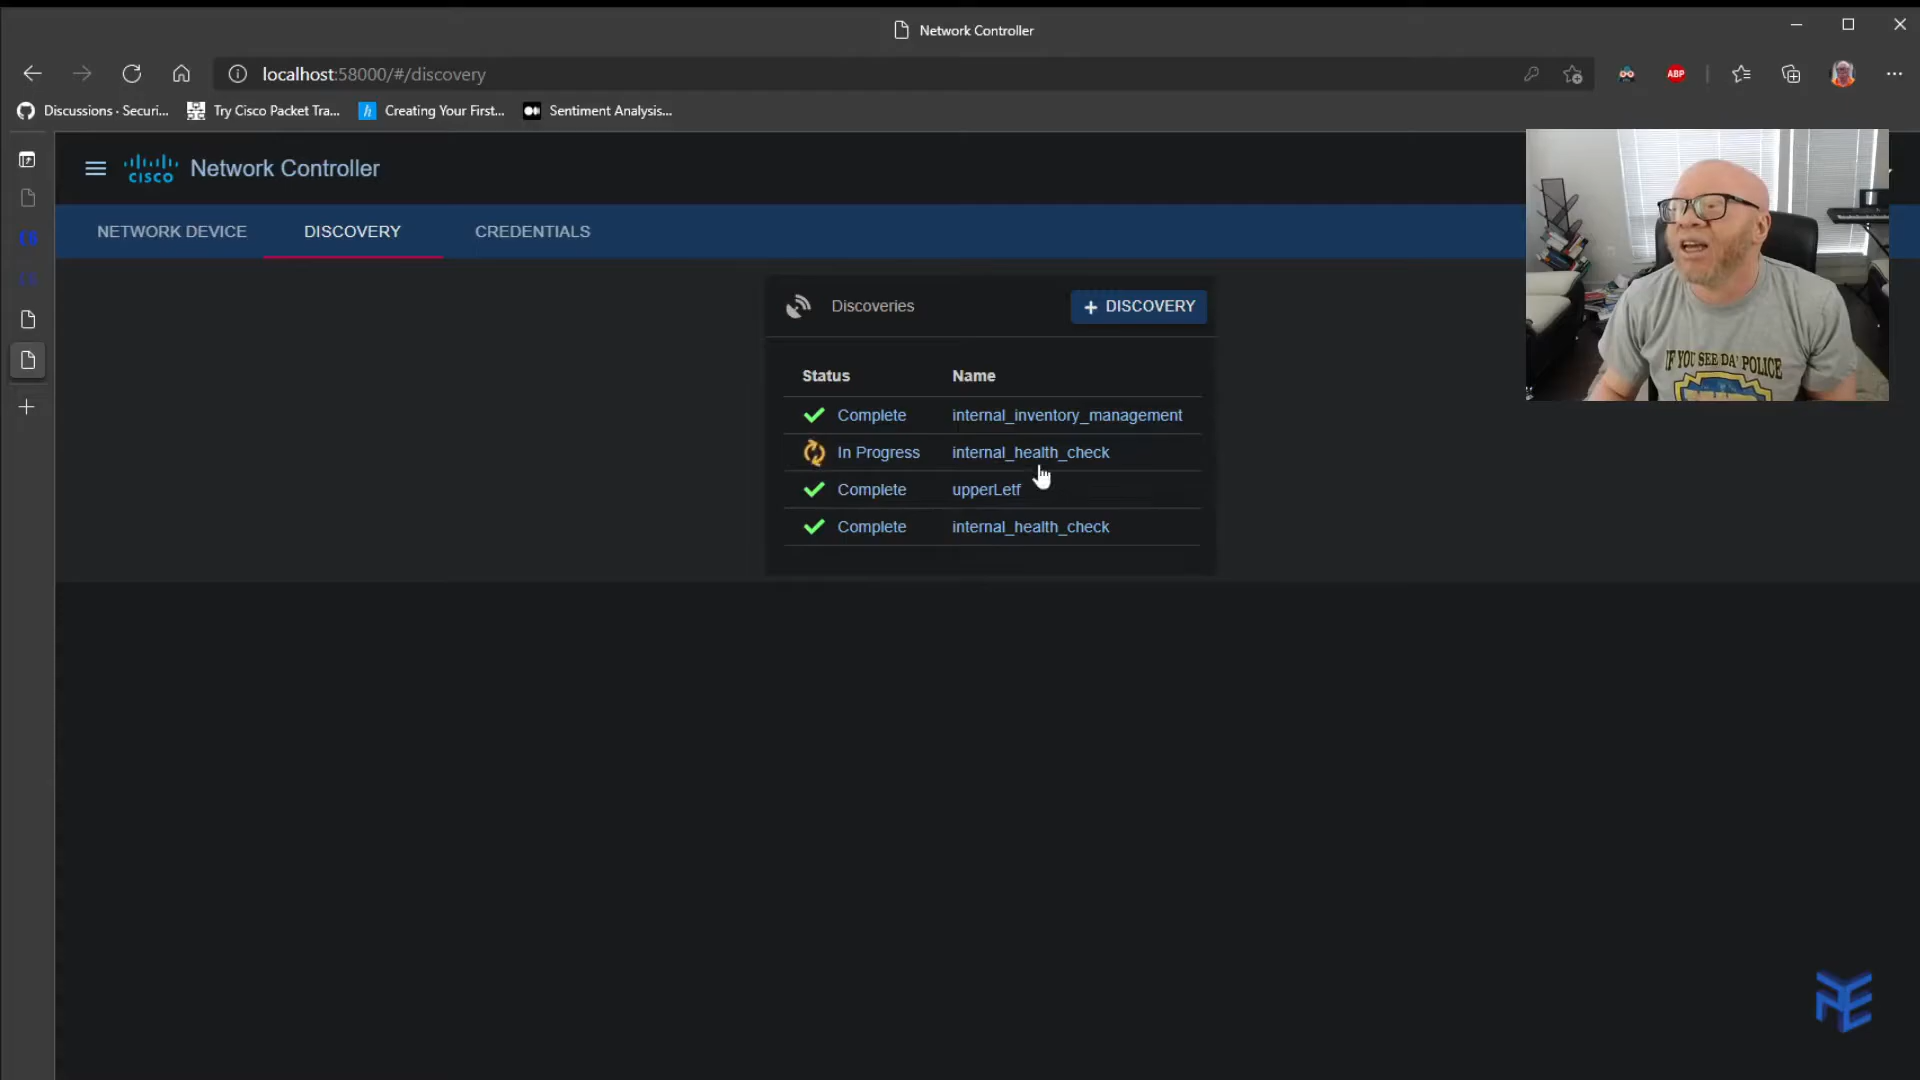 Network Controller
localhost:58000/#/discovery
ABP
Discussions · Securi...
Try Cisco Packet Tra...
h
Creating Your First...
Sentiment Analysis...
cisco
Network Controller
NETWORK DEVICE
DISCOVERY
CREDENTIALS
Discoveries
+ DISCOVERY
Status Name
Complete internal_inventory_management
In Progress internal_health_check
Complete upperLetf
Complete internal_health_check
IF YOU SEE DA' POLICE